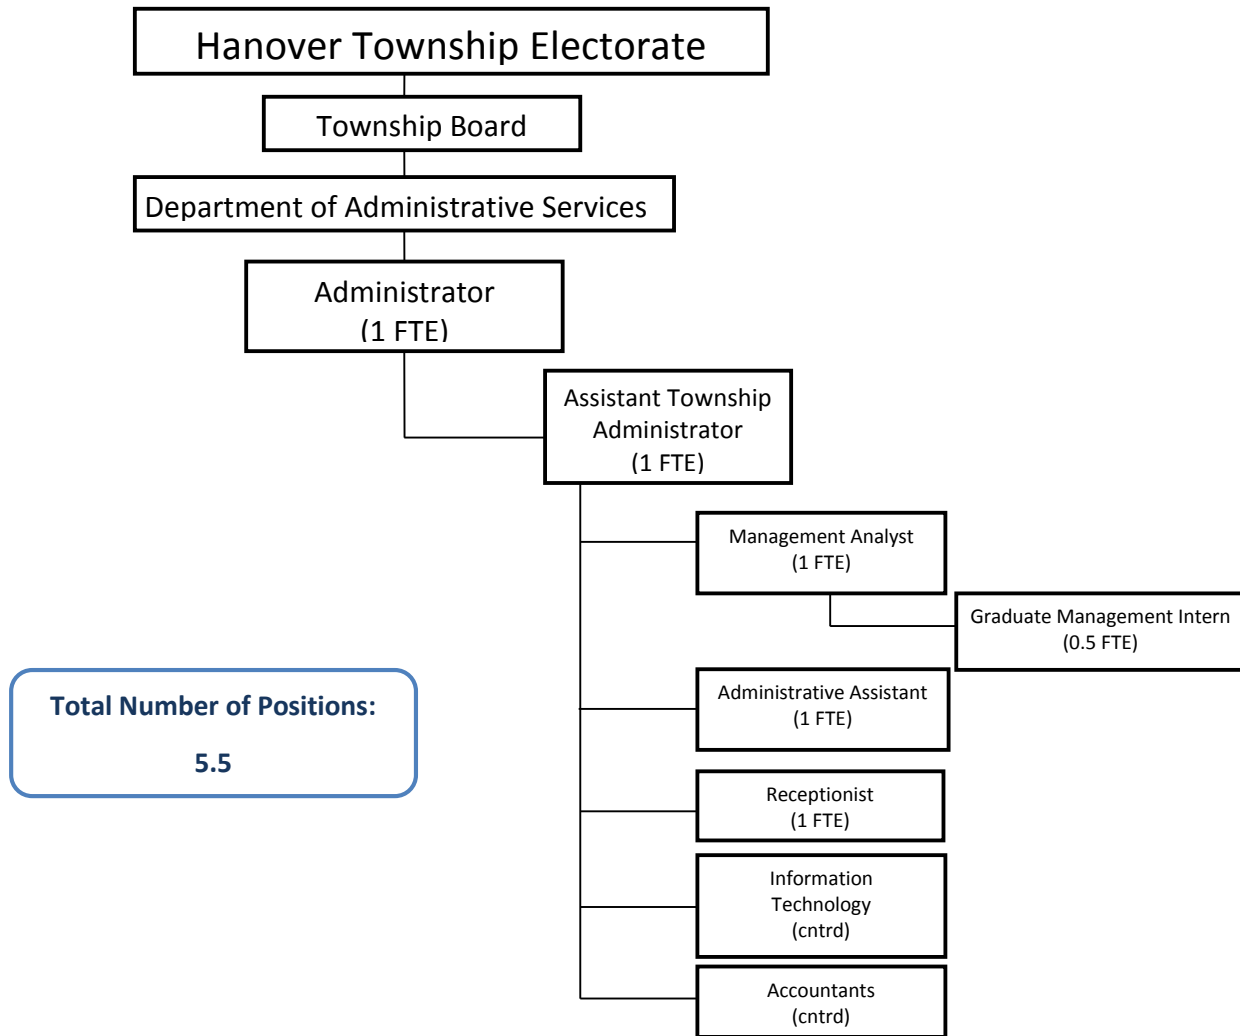 Hanover Township Electorate
Township Board
Department of Administrative Services
Administrator
(1 FTE)
Assistant Township
Administrator
(1 FTE)
Management Analyst
(1 FTE)
Graduate Management Intern
(0.5 FTE)
Administrative Assistant
(1 FTE)
Total Number of Positions:
5.5
Receptionist
(1 FTE)
Information
Technology
(cntrd)
Accountants
(cntrd)